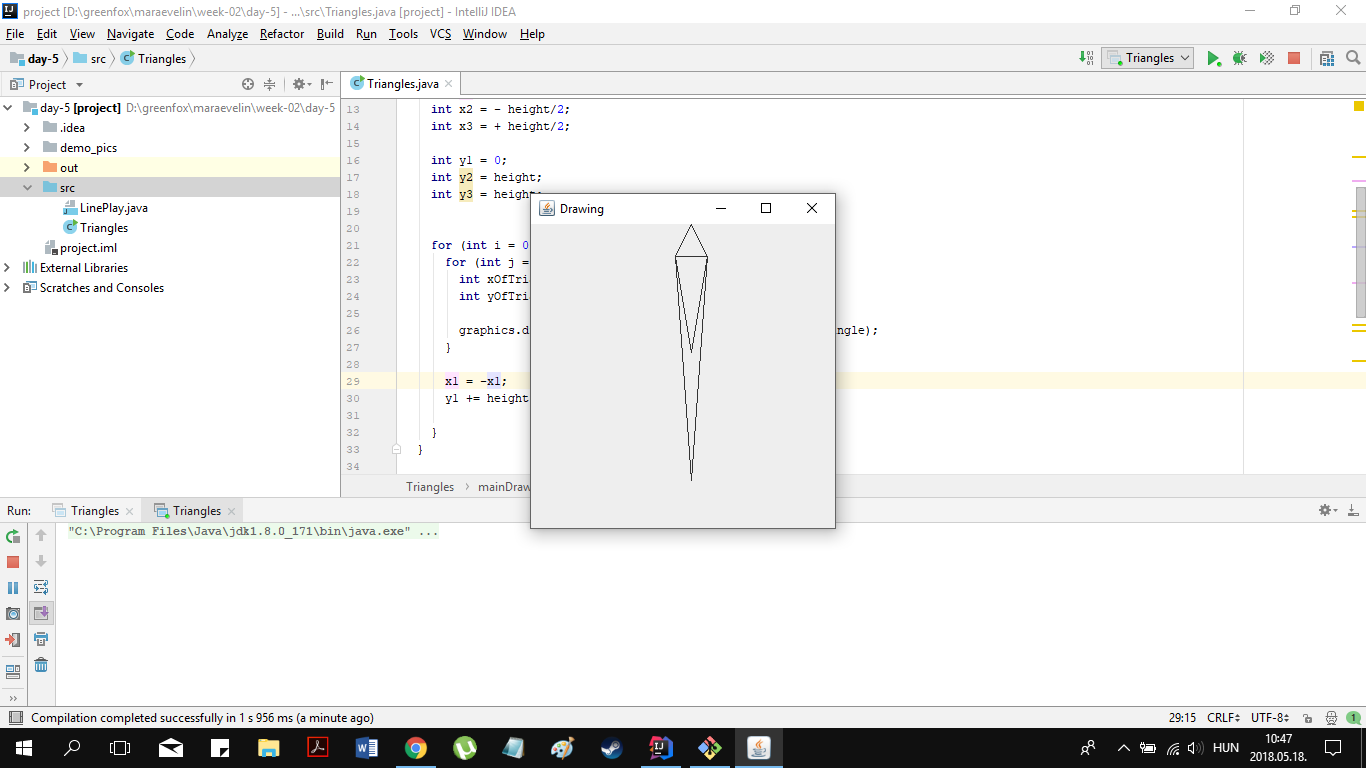 project [D:\greenfox\maraevelin\week-02\day-5] - ...\src\Triangles.java [project] - IntelliJ IDEA
File Edit View Navigate Code Analyze Refactor Build Run Tools VCS Window Help
day-5 src Triangles Triangles
Project Triangles.java
day-5 [project] D:\greenfox\maraevelin\week-02\day-5
.idea
demo_pics
out
src
LinePlay.java
Triangles
project.iml
External Libraries
Scratches and Consoles
13 int x2 = - height/2;
14 int x3 = + height/2;
15
16 int y1 = 0;
17 int y2 = height;
18 int y3 = height;
19
20
21 for (int i = 0
22 for (int j =
23 int xOfTri
24 int yOfTri
25
26 graphics.d ngle);
27 }
28
29 x1 = -x1;
30 y1 += height
31
32 }
33 }
34
Triangles mainDraw
Drawing
Run: Triangles Triangles
"C:\Program Files\Java\jdk1.8.0_171\bin\java.exe" ...
Compilation completed successfully in 1 s 956 ms (a minute ago) 29:15 CRLF UTF-8 1
HUN
10:47
2018.05.18.